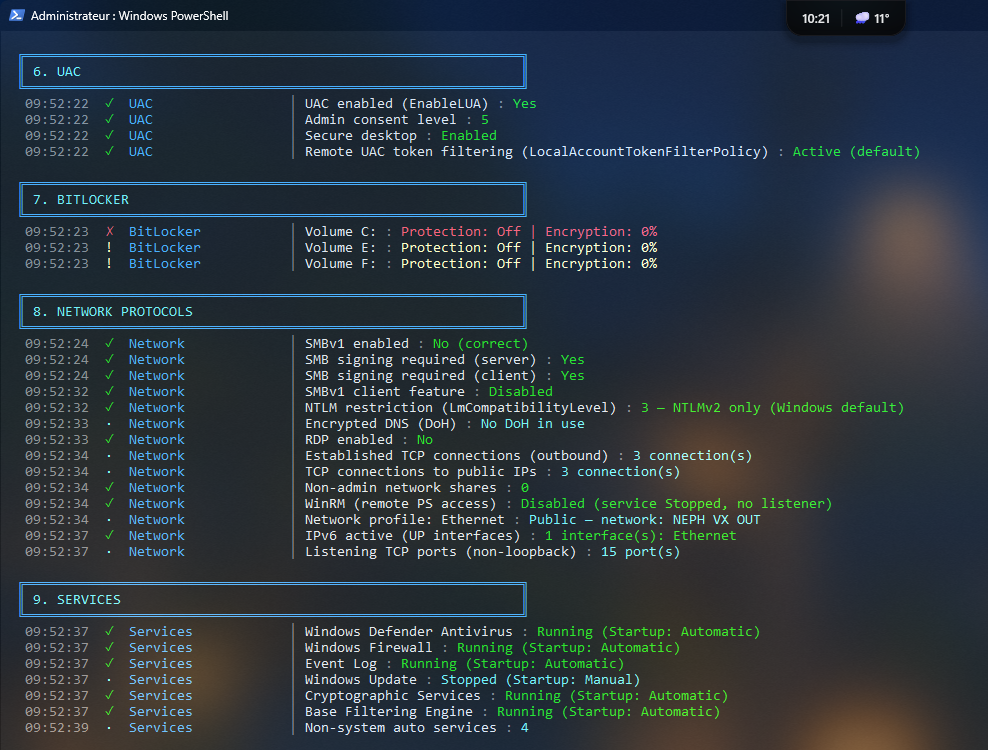 Administrateur : Windows PowerShell
10:21 11°
6. UAC
09:52:22 ✓ UAC | UAC enabled (EnableLUA) : Yes
09:52:22 ✓ UAC | Admin consent level : 5
09:52:22 ✓ UAC | Secure desktop : Enabled
09:52:22 ✓ UAC | Remote UAC token filtering (LocalAccountTokenFilterPolicy) : Active (default)
7. BITLOCKER
09:52:23 ✗ BitLocker | Volume C: : Protection: Off | Encryption: 0%
09:52:23 ! BitLocker | Volume E: : Protection: Off | Encryption: 0%
09:52:23 ! BitLocker | Volume F: : Protection: Off | Encryption: 0%
8. NETWORK PROTOCOLS
09:52:24 ✓ Network | SMBv1 enabled : No (correct)
09:52:24 ✓ Network | SMB signing required (server) : Yes
09:52:24 ✓ Network | SMB signing required (client) : Yes
09:52:32 ✓ Network | SMBv1 client feature : Disabled
09:52:32 ✓ Network | NTLM restriction (LmCompatibilityLevel) : 3 — NTLMv2 only (Windows default)
09:52:33 · Network | Encrypted DNS (DoH) : No DoH in use
09:52:33 ✓ Network | RDP enabled : No
09:52:34 · Network | Established TCP connections (outbound) : 3 connection(s)
09:52:34 · Network | TCP connections to public IPs : 3 connection(s)
09:52:34 ✓ Network | Non-admin network shares : 0
09:52:34 ✓ Network | WinRM (remote PS access) : Disabled (service Stopped, no listener)
09:52:34 · Network | Network profile: Ethernet : Public — network: NEPH VX OUT
09:52:37 ✓ Network | IPv6 active (UP interfaces) : 1 interface(s): Ethernet
09:52:37 · Network | Listening TCP ports (non-loopback) : 15 port(s)
9. SERVICES
09:52:37 ✓ Services | Windows Defender Antivirus : Running (Startup: Automatic)
09:52:37 ✓ Services | Windows Firewall : Running (Startup: Automatic)
09:52:37 ✓ Services | Event Log : Running (Startup: Automatic)
09:52:37 · Services | Windows Update : Stopped (Startup: Manual)
09:52:37 ✓ Services | Cryptographic Services : Running (Startup: Automatic)
09:52:37 ✓ Services | Base Filtering Engine : Running (Startup: Automatic)
09:52:39 · Services | Non-system auto services : 4